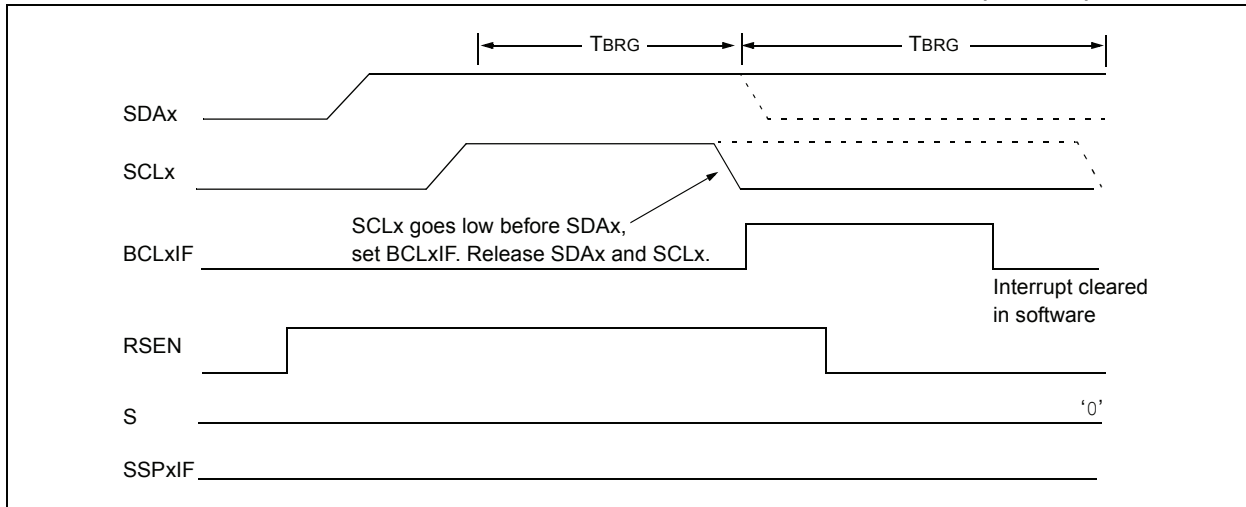 TBRG TBRG
SDAx
SCLx
SCLx goes low before SDAx,
set BCLxIF. Release SDAx and SCLx.
BCLxIF
Interrupt cleared
in software
RSEN
S
‘0’
SSPxIF